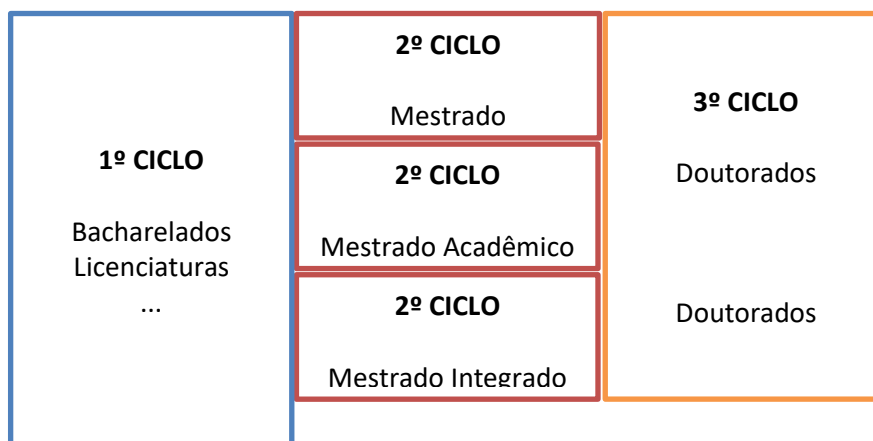 1º CICLO
Bacharelados
Licenciaturas
...
2º CICLO
Mestrado
2º CICLO
Mestrado Acadêmico
2º CICLO
Mestrado Integrado
3º CICLO
Doutorados
Doutorados